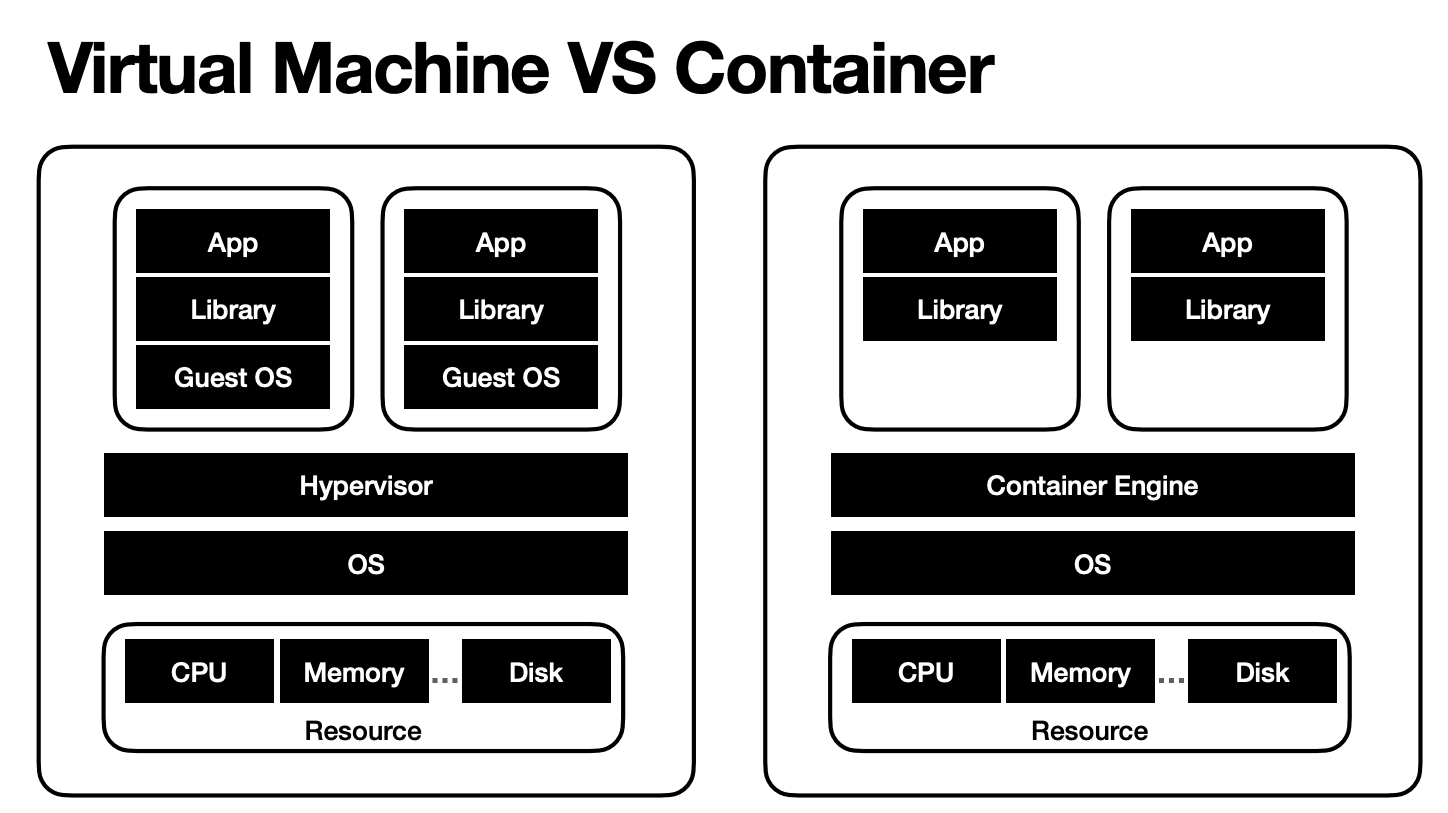 Virtual Machine VS Container
App
Library
Guest OS
App
Library
Guest OS
Hypervisor
OS
CPU
Memory
...
Disk
Resource
App
Library
App
Library
Container Engine
OS
CPU
Memory
...
Disk
Resource